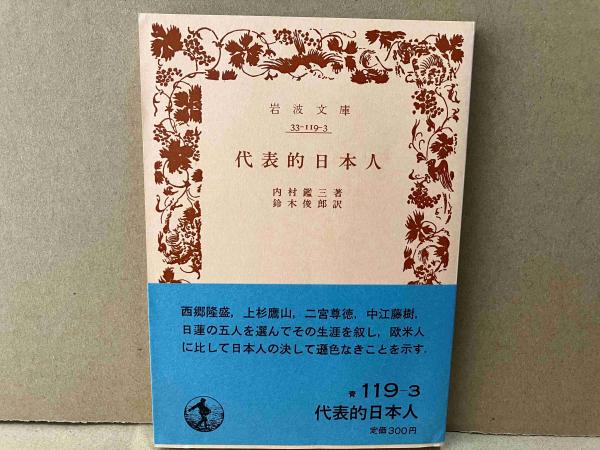 岩波文庫
33-119-3
代表的日本人
内村鑑三著
鈴木俊郎訳
西郷隆盛，上杉鷹山，二宮尊徳，中江藤樹，
日蓮の五人を選んでその生涯を叙し，欧米人
に比して日本人の決して遜色なきことを示す．
青 119-3
代表的日本人
定価300円